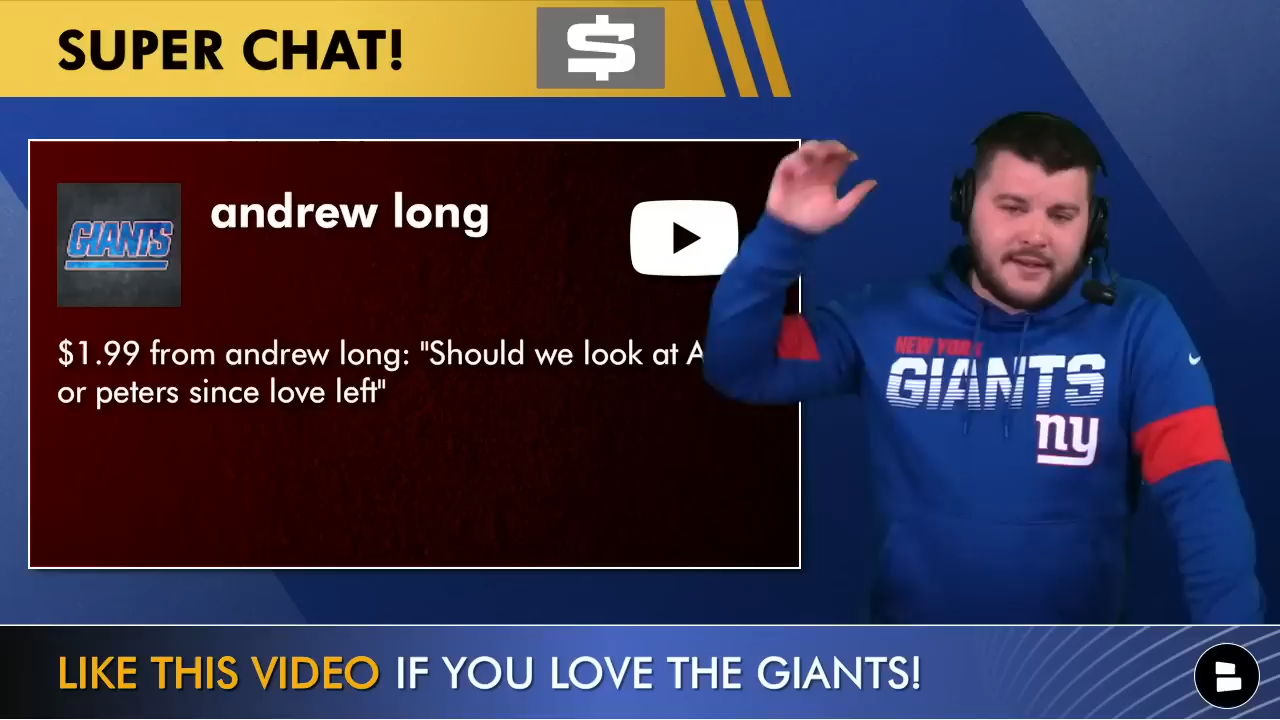 SUPER CHAT!
andrew long
GIANTS
$1.99 from andrew long: "Should we look at
or peters since love left"
NEW YORK
GIANTS
ny
LIKE THIS VIDEO IF YOU LOVE THE GIANTS!